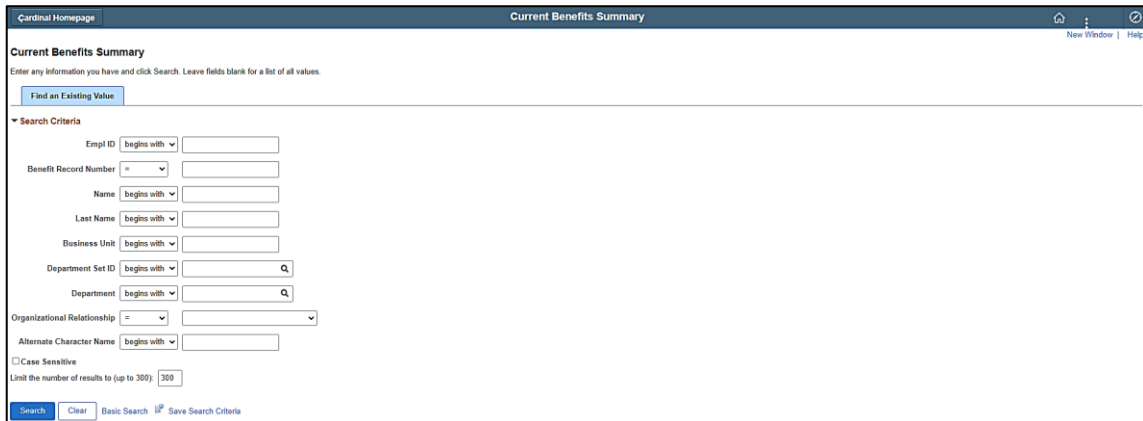 Cardinal Homepage
Current Benefits Summary
New Window | Help
Current Benefits Summary
Enter any information you have and click Search. Leave fields blank for a list of all values.
Find an Existing Value
Search Criteria
Empl ID begins with
Benefit Record Number =
Name begins with
Last Name begins with
Business Unit begins with
Department Set ID begins with
Department begins with
Organizational Relationship =
Alternate Character Name begins with
Case Sensitive
Limit the number of results to (up to 300): 300
Search Clear Basic Search Save Search Criteria